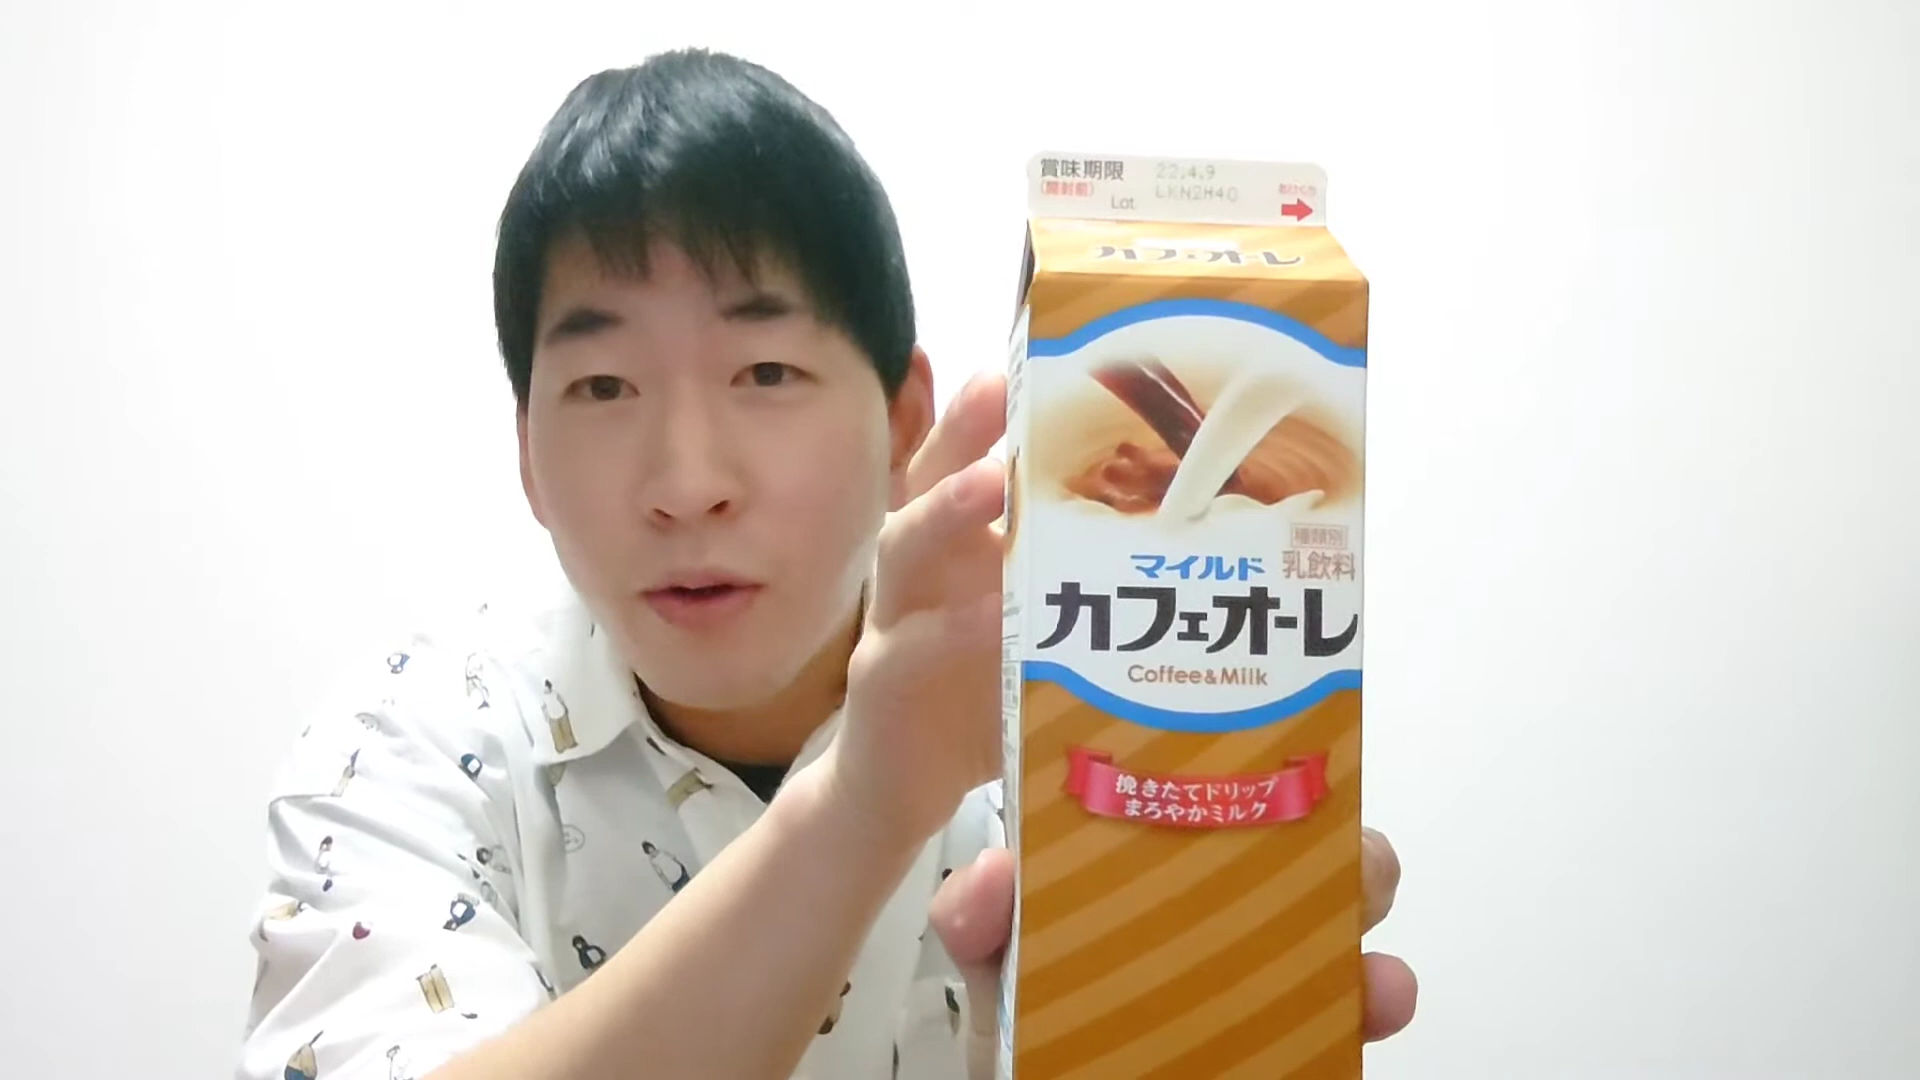 賞味期限 22.4.9
(開封前) Lot LKN2H40
あけぐち
カフェオーレ
種類別
乳飲料
マイルド
カフェオーレ
Coffee&Milk
挽きたてドリップ
まろやかミルク